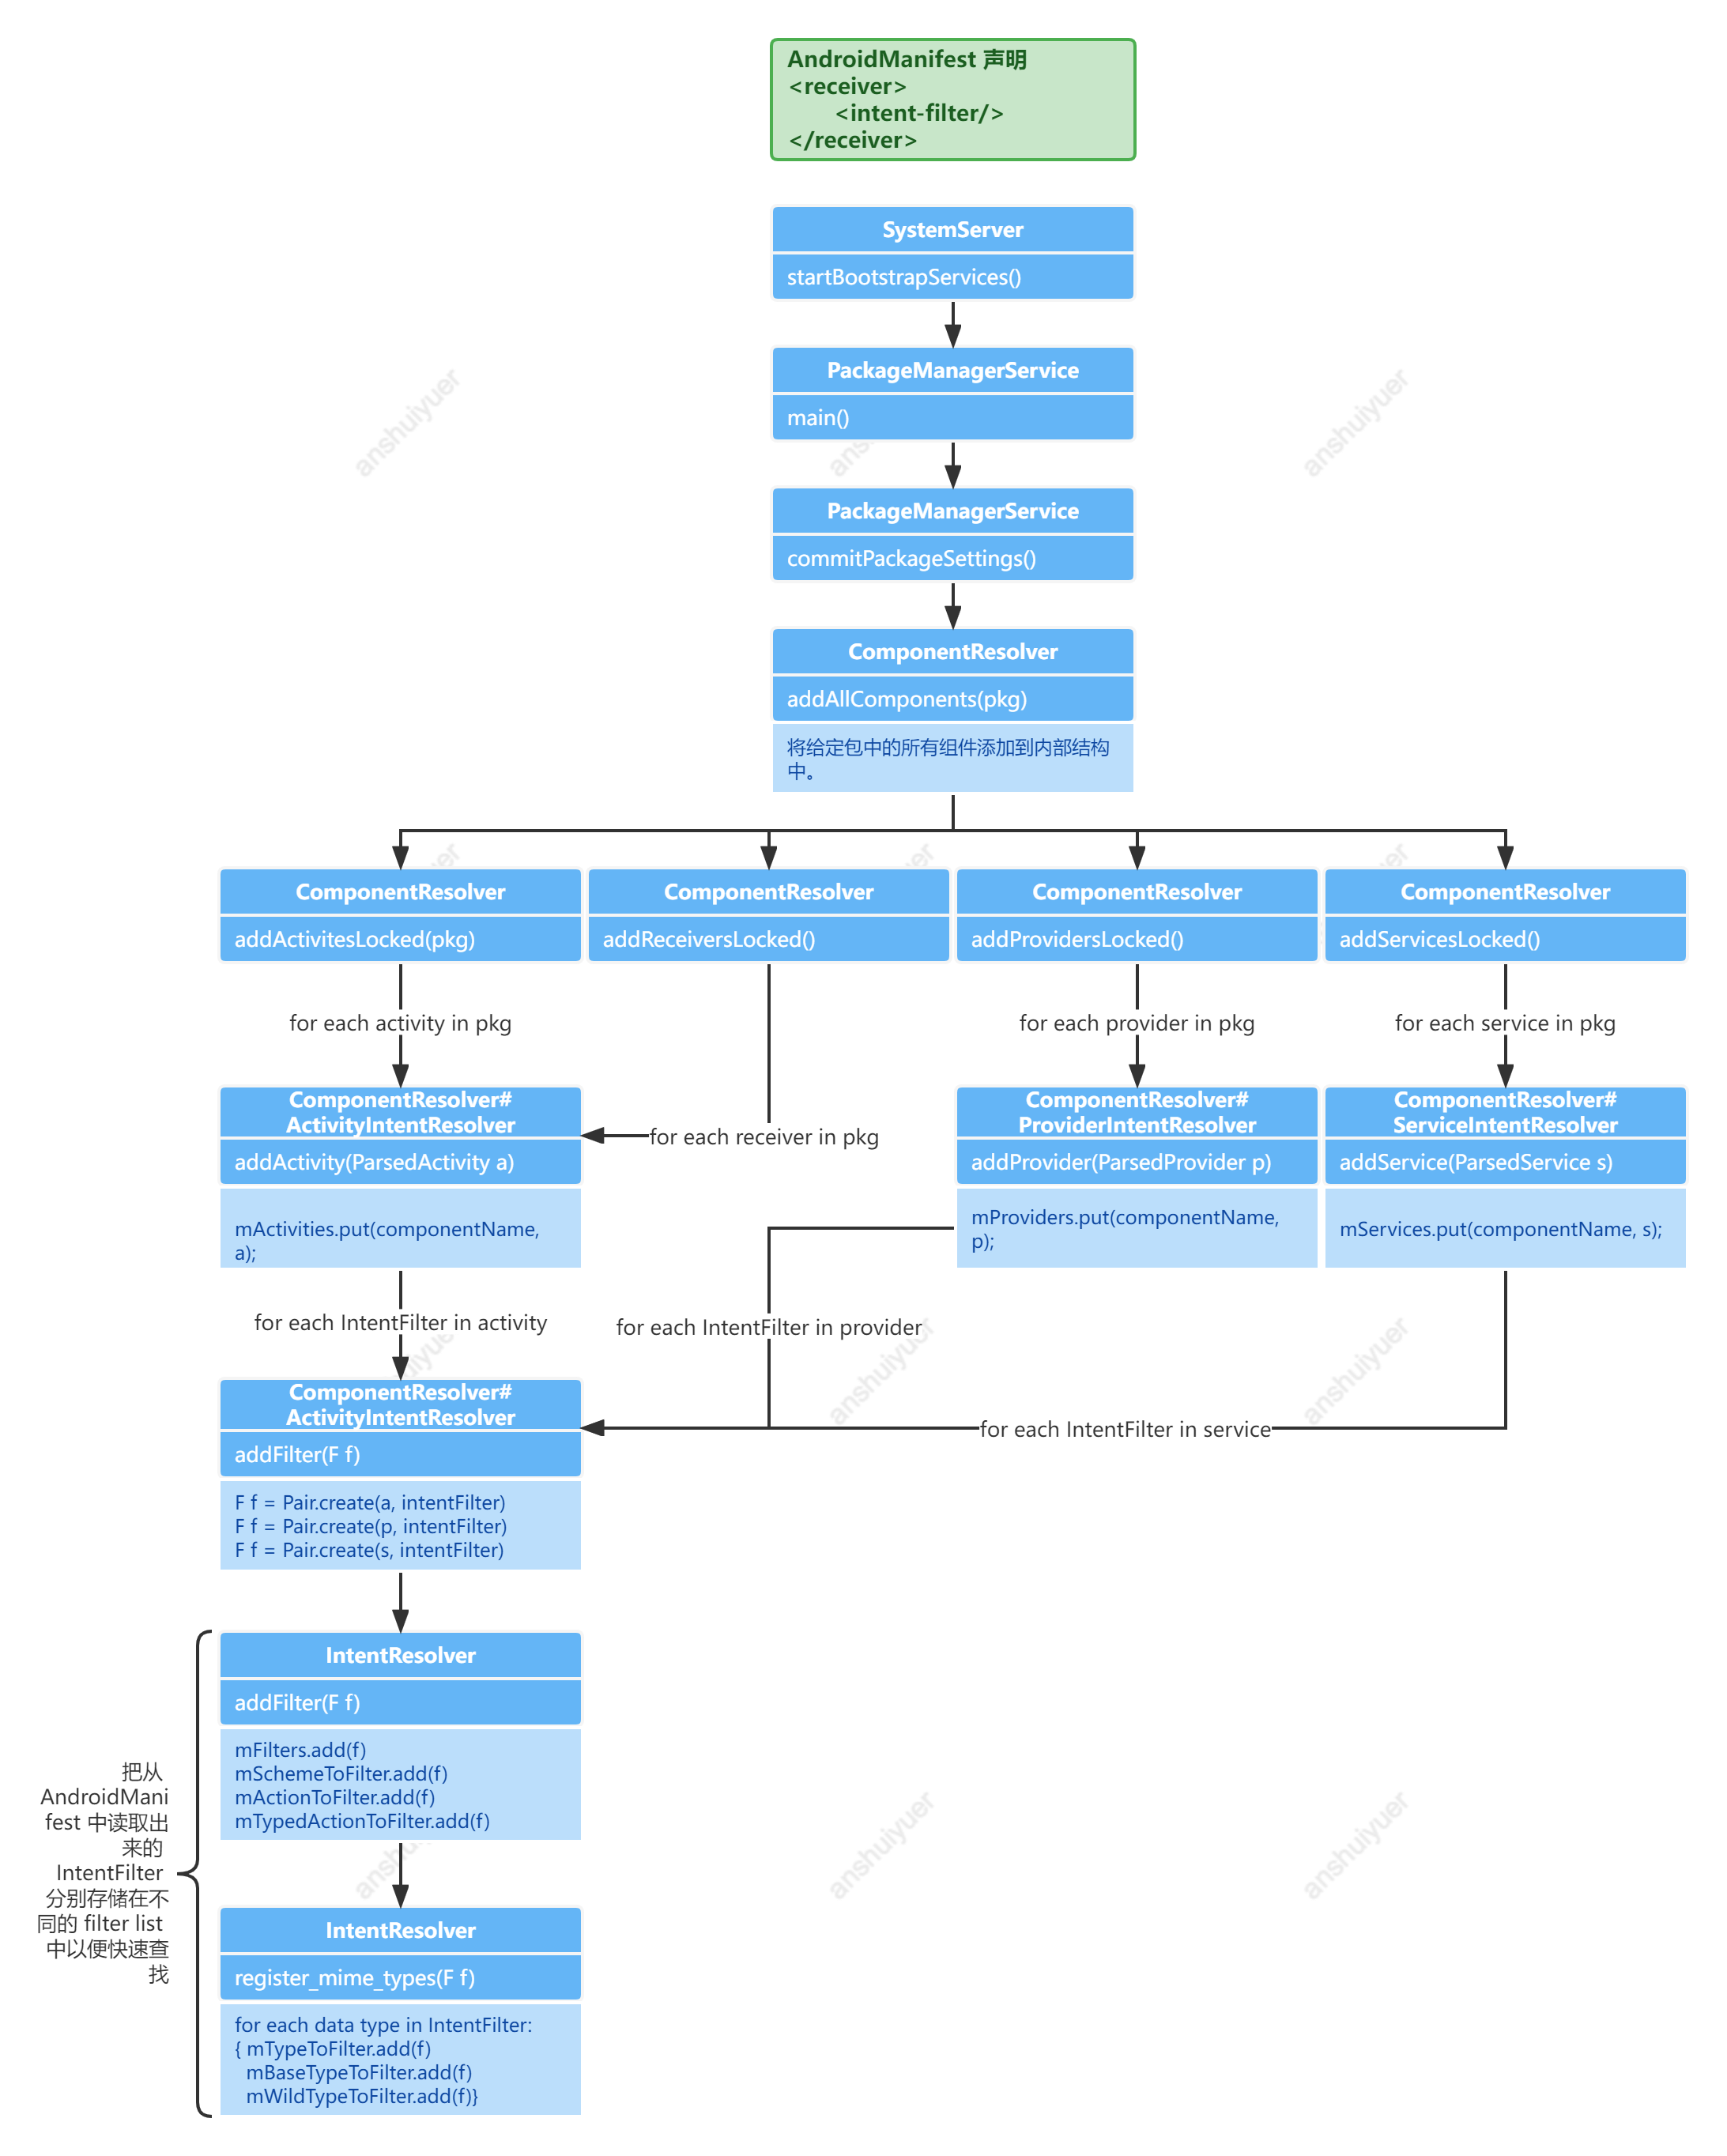 AndroidManifest 声明
<receiver>
<intent-filter/>
</receiver>
SystemServer
startBootstrapServices()
PackageManagerService
main()
PackageManagerService
commitPackageSettings()
ComponentResolver
addAllComponents(pkg)
将给定包中的所有组件添加到内部结构
中。
ComponentResolver
addActivitesLocked(pkg)
ComponentResolver
addReceiversLocked()
ComponentResolver
addProvidersLocked()
ComponentResolver
addServicesLocked()
for each activity in pkg
for each provider in pkg
for each service in pkg
ComponentResolver#
ActivityIntentResolver
addActivity(ParsedActivity a)
mActivities.put(componentName,
a);
for each receiver in pkg
ComponentResolver#
ProviderIntentResolver
addProvider(ParsedProvider p)
mProviders.put(componentName,
p);
ComponentResolver#
ServiceIntentResolver
addService(ParsedService s)
mServices.put(componentName, s);
for each IntentFilter in activity
for each IntentFilter in provider
for each IntentFilter in service
ComponentResolver#
ActivityIntentResolver
addFilter(F f)
F f = Pair.create(a, intentFilter)
F f = Pair.create(p, intentFilter)
F f = Pair.create(s, intentFilter)
IntentResolver
addFilter(F f)
mFilters.add(f)
mSchemeToFilter.add(f)
mActionToFilter.add(f)
mTypedActionToFilter.add(f)
把从
AndroidMani
fest 中读取出
来的
IntentFilter
分别存储在不
同的 filter list
中以便快速查
找
IntentResolver
register_mime_types(F f)
for each data type in IntentFilter:
{ mTypeToFilter.add(f)
mBaseTypeToFilter.add(f)
mWildTypeToFilter.add(f)}
anshuiyuer
anshuiyuer
anshuiyuer
anshuiyuer
anshuiyuer
anshuiyuer